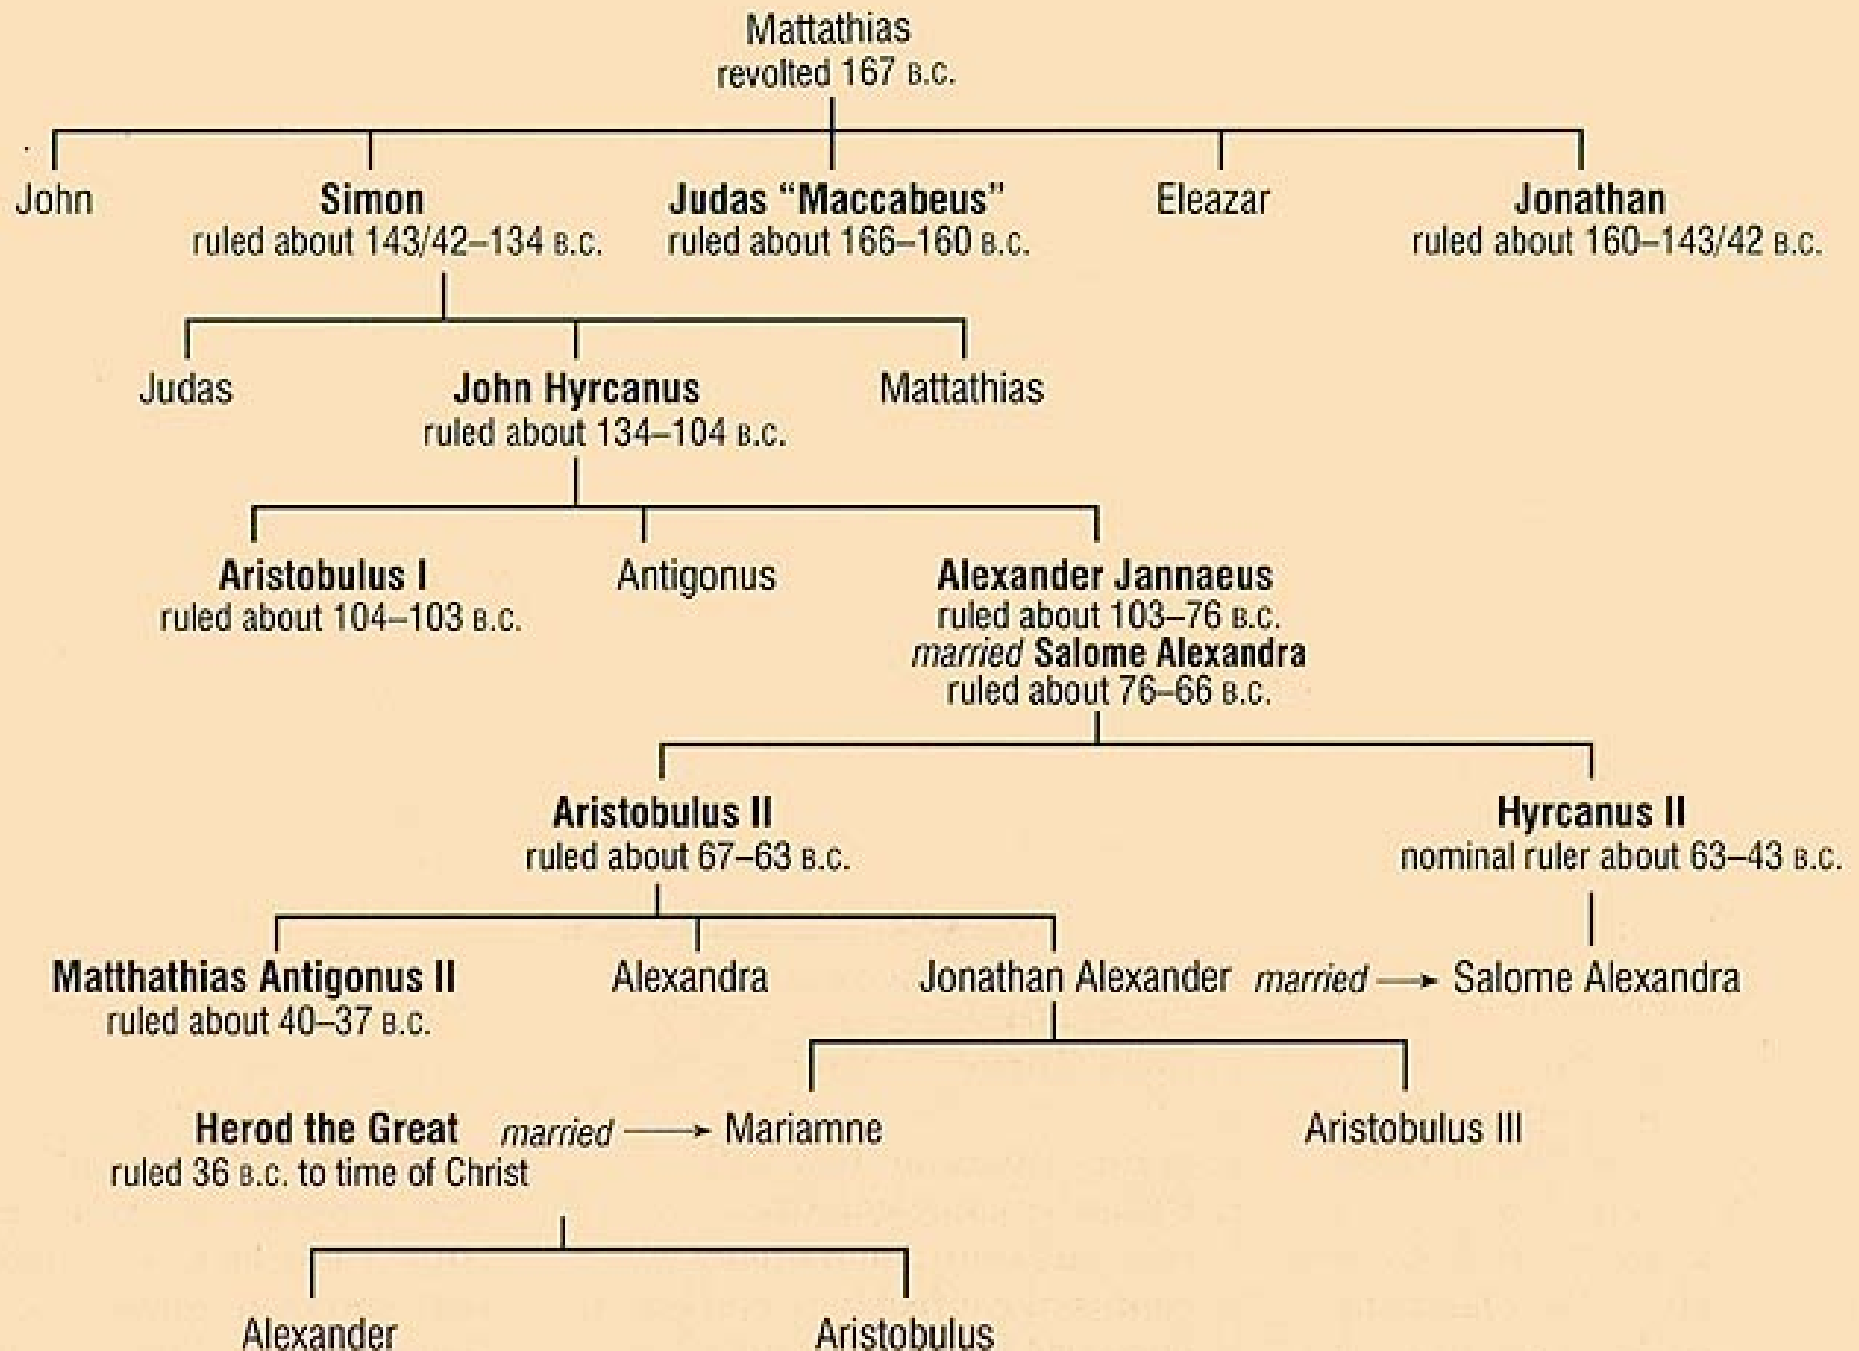 Mattathias
revolted 167 B.C.
John
Simon
ruled about 143/42–134 B.C.
Judas “Maccabeus”
ruled about 166–160 B.C.
Eleazar
Jonathan
ruled about 160–143/42 B.C.
Judas
John Hyrcanus
ruled about 134–104 B.C.
Mattathias
Aristobulus I
ruled about 104–103 B.C.
Antigonus
Alexander Jannaeus
ruled about 103–76 B.C.
married Salome Alexandra
ruled about 76–66 B.C.
Aristobulus II
ruled about 67–63 B.C.
Hyrcanus II
nominal ruler about 63–43 B.C.
Matthathias Antigonus II
ruled about 40–37 B.C.
Alexandra
Jonathan Alexander married → Salome Alexandra
Herod the Great married → Mariamne
ruled 36 B.C. to time of Christ
Aristobulus III
Alexander
Aristobulus